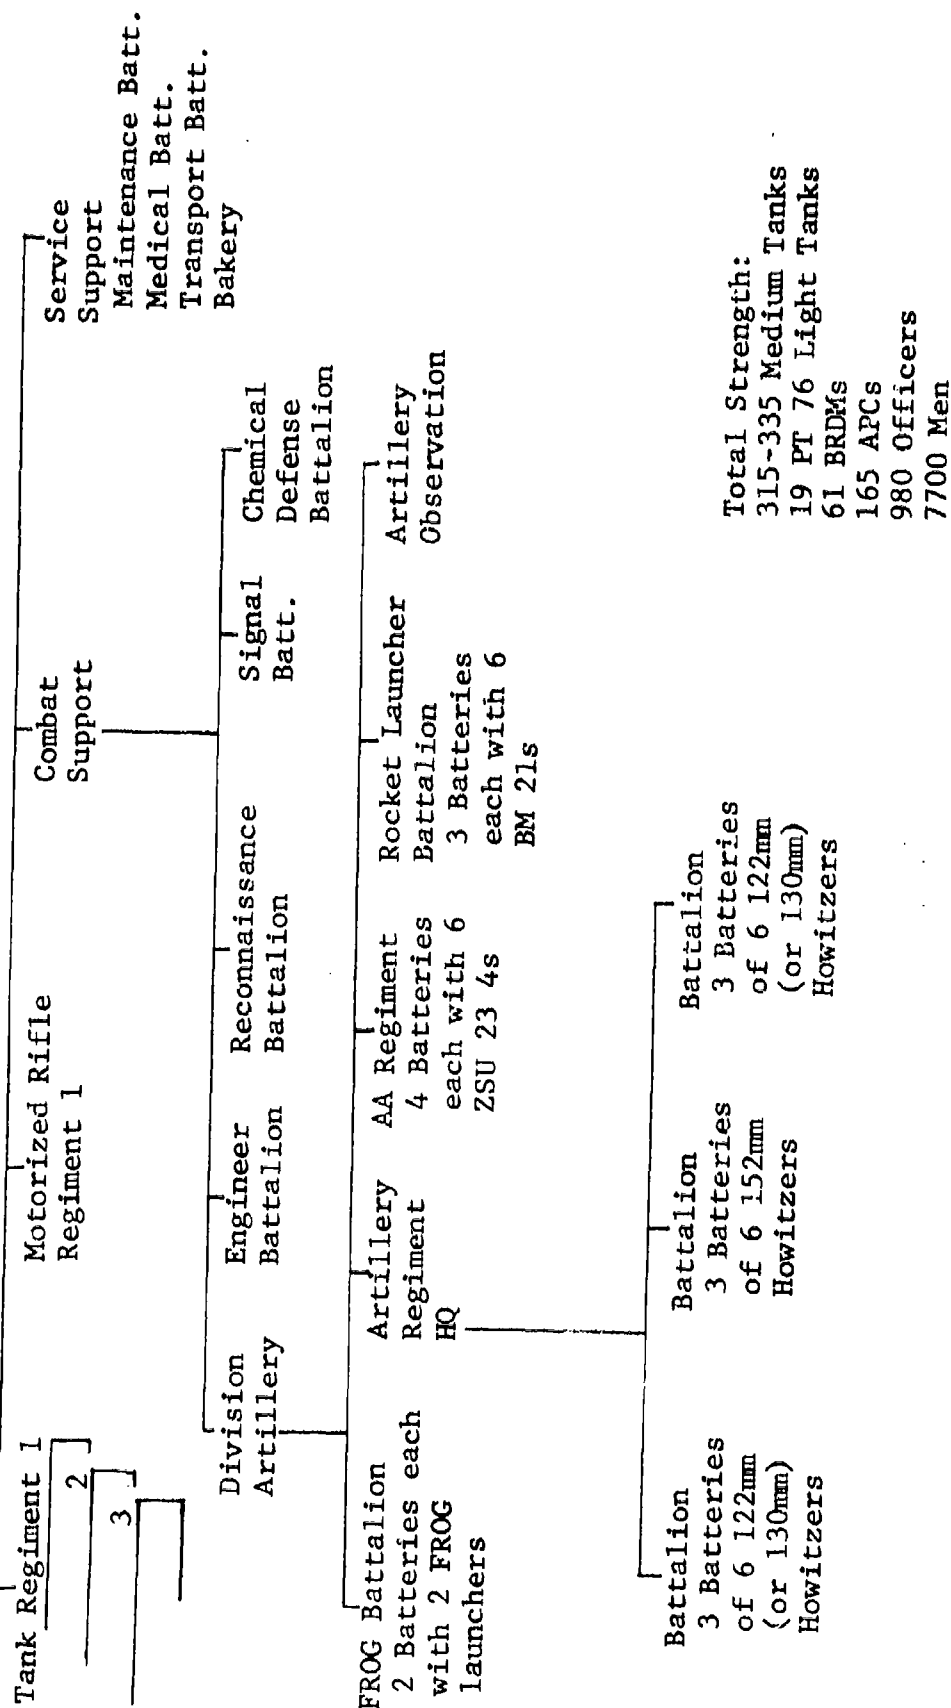 Tank Regiment 1
2
3
Motorized Rifle
Regiment 1
Combat
Support
Service
Support
Maintenance Batt.
Medical Batt.
Transport Batt.
Bakery
Division
Artillery
Engineer
Battalion
Reconnaissance
Battalion
Signal
Batt.
Chemical
Defense
Battalion
FROG Battalion
2 Batteries each
with 2 FROG
launchers
Artillery
Regiment
HQ
AA Regiment
4 Batteries
each with 6
ZSU 23 4s
Rocket Launcher
Battalion
3 Batteries
each with 6
BM 21s
Artillery
Observation
Battalion
3 Batteries
of 6 122mm
(or 130mm)
Howitzers
Battalion
3 Batteries
of 6 152mm
Howitzers
Battalion
3 Batteries
of 6 122mm
(or 130mm)
Howitzers
Total Strength:
315-335 Medium Tanks
19 PT 76 Light Tanks
61 BRDMs
165 APCs
980 Officers
7700 Men